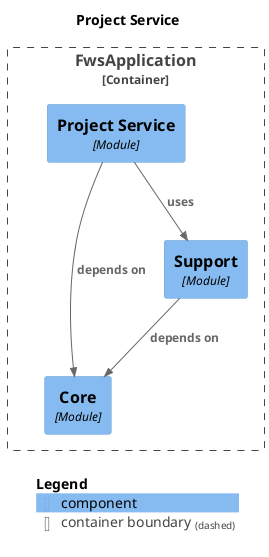 Project Service
FwsApplication
[Container]
Project Service
[Module]
uses
depends on
Support
[Module]
depends on
Core
[Module]
Legend
component
container boundary (dashed)